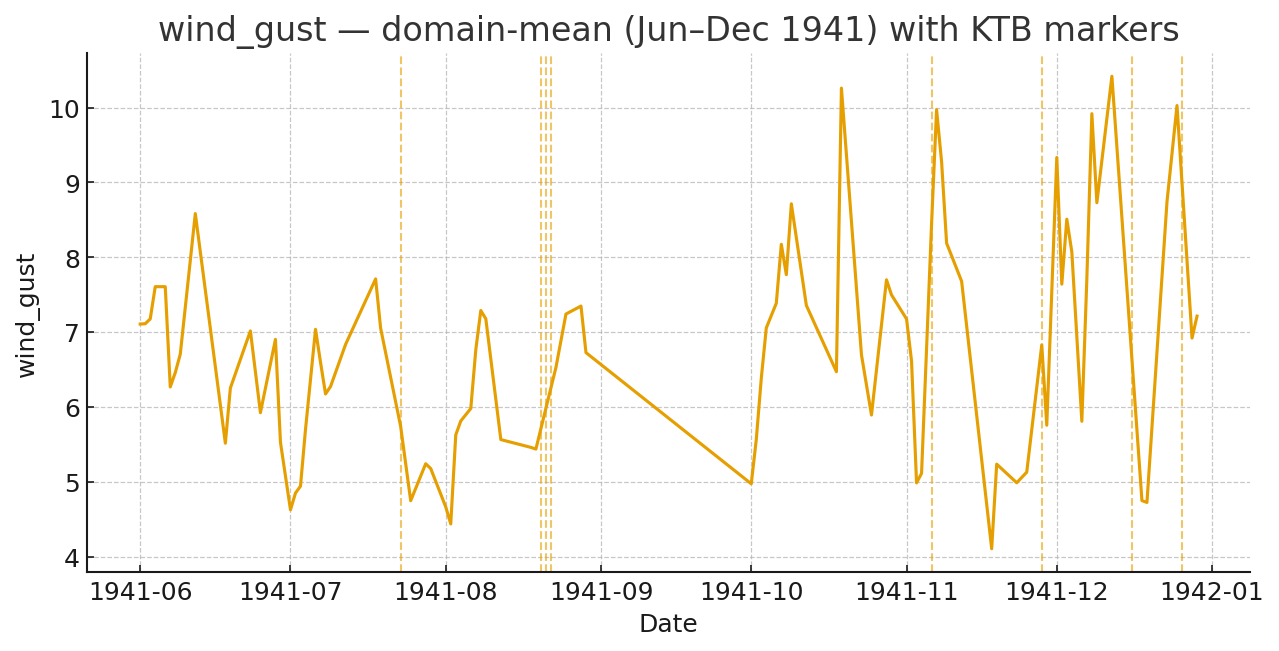 wind_gust — domain-mean (Jun–Dec 1941) with KTB markers
wind_gust
10
9
8
7
6
5
4
1941-06 1941-07 1941-08 1941-09 1941-10 1941-11 1941-12 1942-01
Date